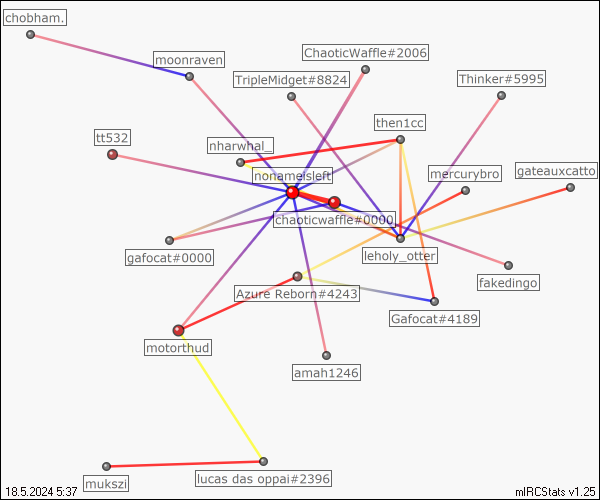 chobham.
ChaoticWaffle#2006
moonraven
TripleMidget#8824
Thinker#5995
then1cc
tt532
nharwhal_
nonameisleft
mercurybro
gateauxcatto
chaoticwaffle#0000
gafocat#0000
leholy_otter
fakedingo
Azure Reborn#4243
Gafocat#4189
motorthud
amah1246
mukszi
lucas das oppai#2396
18.5.2024 5:37
mIRCStats v1.25